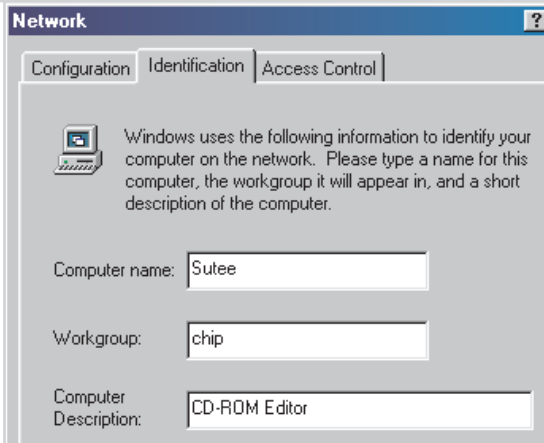 Network ?
Configuration Identification Access Control
Windows uses the following information to identify your
computer on the network. Please type a name for this
computer, the workgroup it will appear in, and a short
description of the computer.
Computer name: Sutee
Workgroup: chip
Computer
Description: CD-ROM Editor